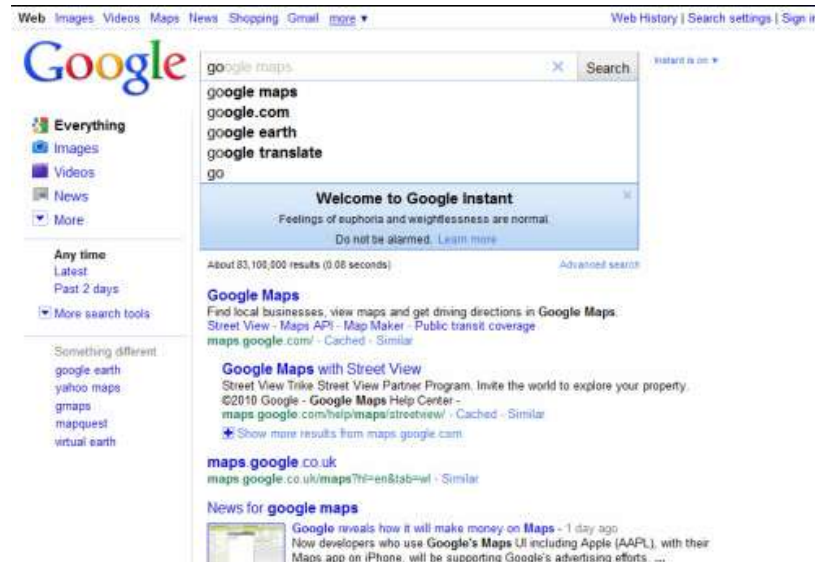 Web Images Videos Maps News Shopping Gmail more ▼
Web History | Search settings | Sign in
Google
google maps
Search
Instant is on ▼
google maps
google.com
google earth
google translate
go
Welcome to Google Instant
Feelings of euphoria and weightlessness are normal.
Do not be alarmed. Learn more
Everything
Images
Videos
News
More
Any time
Latest
Past 2 days
More search tools
Something different
google earth
yahoo maps
gmaps
mapquest
virtual earth
About 83,100,000 results (0.08 seconds)
Advanced search
Google Maps
Find local businesses, view maps and get driving directions in Google Maps.
Street View - Maps API - Map Maker - Public transit coverage
maps.google.com/ - Cached - Similar
Google Maps with Street View
Street View Trike Street View Partner Program. Invite the world to explore your property.
©2010 Google - Google Maps Help Center -
maps.google.com/help/maps/streetview/ - Cached - Similar
Show more results from maps.google.com
maps.google.co.uk
maps.google.co.uk/maps?hl=en&tab=wl - Similar
News for google maps
Google reveals how it will make money on Maps - 1 day ago
Now developers who use Google's Maps UI including Apple (AAPL), with their
Maps app on iPhone, will be supporting Google's advertising efforts. ...